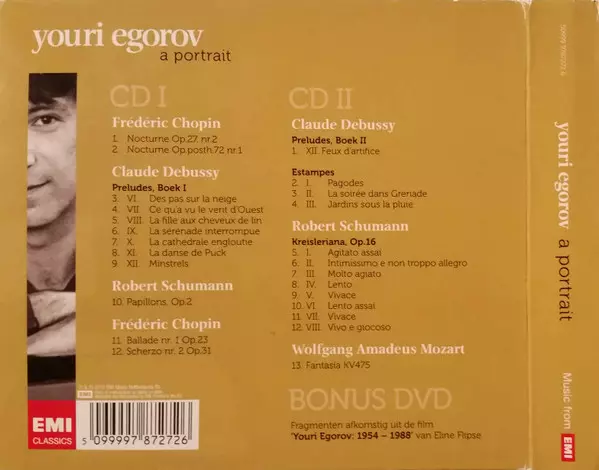 youri egorov
a portrait
CD I
Frédéric Chopin
1. Nocturne Op.27. nr.2
2. Nocturne Op.posth.72 nr.1
Claude Debussy
Preludes, Boek I
3. VI. Des pas sur la neige
4. VII. Ce qu'a vu le vent d'Ouest
5. VIII. La fille aux cheveux de lin
6. IX. La serenade interrompue
7. X. La cathedrale engloutie
8. XI. La danse de Puck
9. XII. Minstrels
Robert Schumann
10. Papillons, Op.2
Frédéric Chopin
11. Ballade nr. 1 Op.23
12. Scherzo nr. 2 Op.31
CD II
Claude Debussy
Preludes, Boek II
1. XII. Feux d'artifice
Estampes
2. I. Pagodes
3. II. La soirée dans Grenade
4. III. Jardins sous la pluie
Robert Schumann
Kreisleriana, Op.16
5. I. Agitato assai
6. II. Intimissimo e non troppo allegro
7. III Molto agiato
8. IV. Lento
9. V. Vivace
10. VI Lento assai
11. VII. Vivace
12. VIII. Vivo e giocoso
Wolfgang Amadeus Mozart
13. Fantasia KV475
BONUS DVD
Fragmenten afkomstig uit de film
'Youri Egorov: 1954 – 1988' van Eline Flipse
EMI
EMI
CLASSICS
5 099997 872726
youri egorov a portrait
Music from
EMI